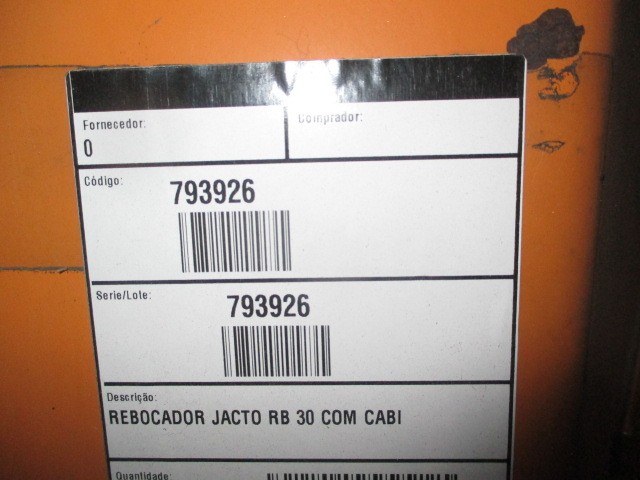 Fornecedor:
0
Comprador:
Código:
793926
Serie/Lote:
793926
Descrição:
REBOCADOR JACTO RB 30 COM CABI
Quantidade: